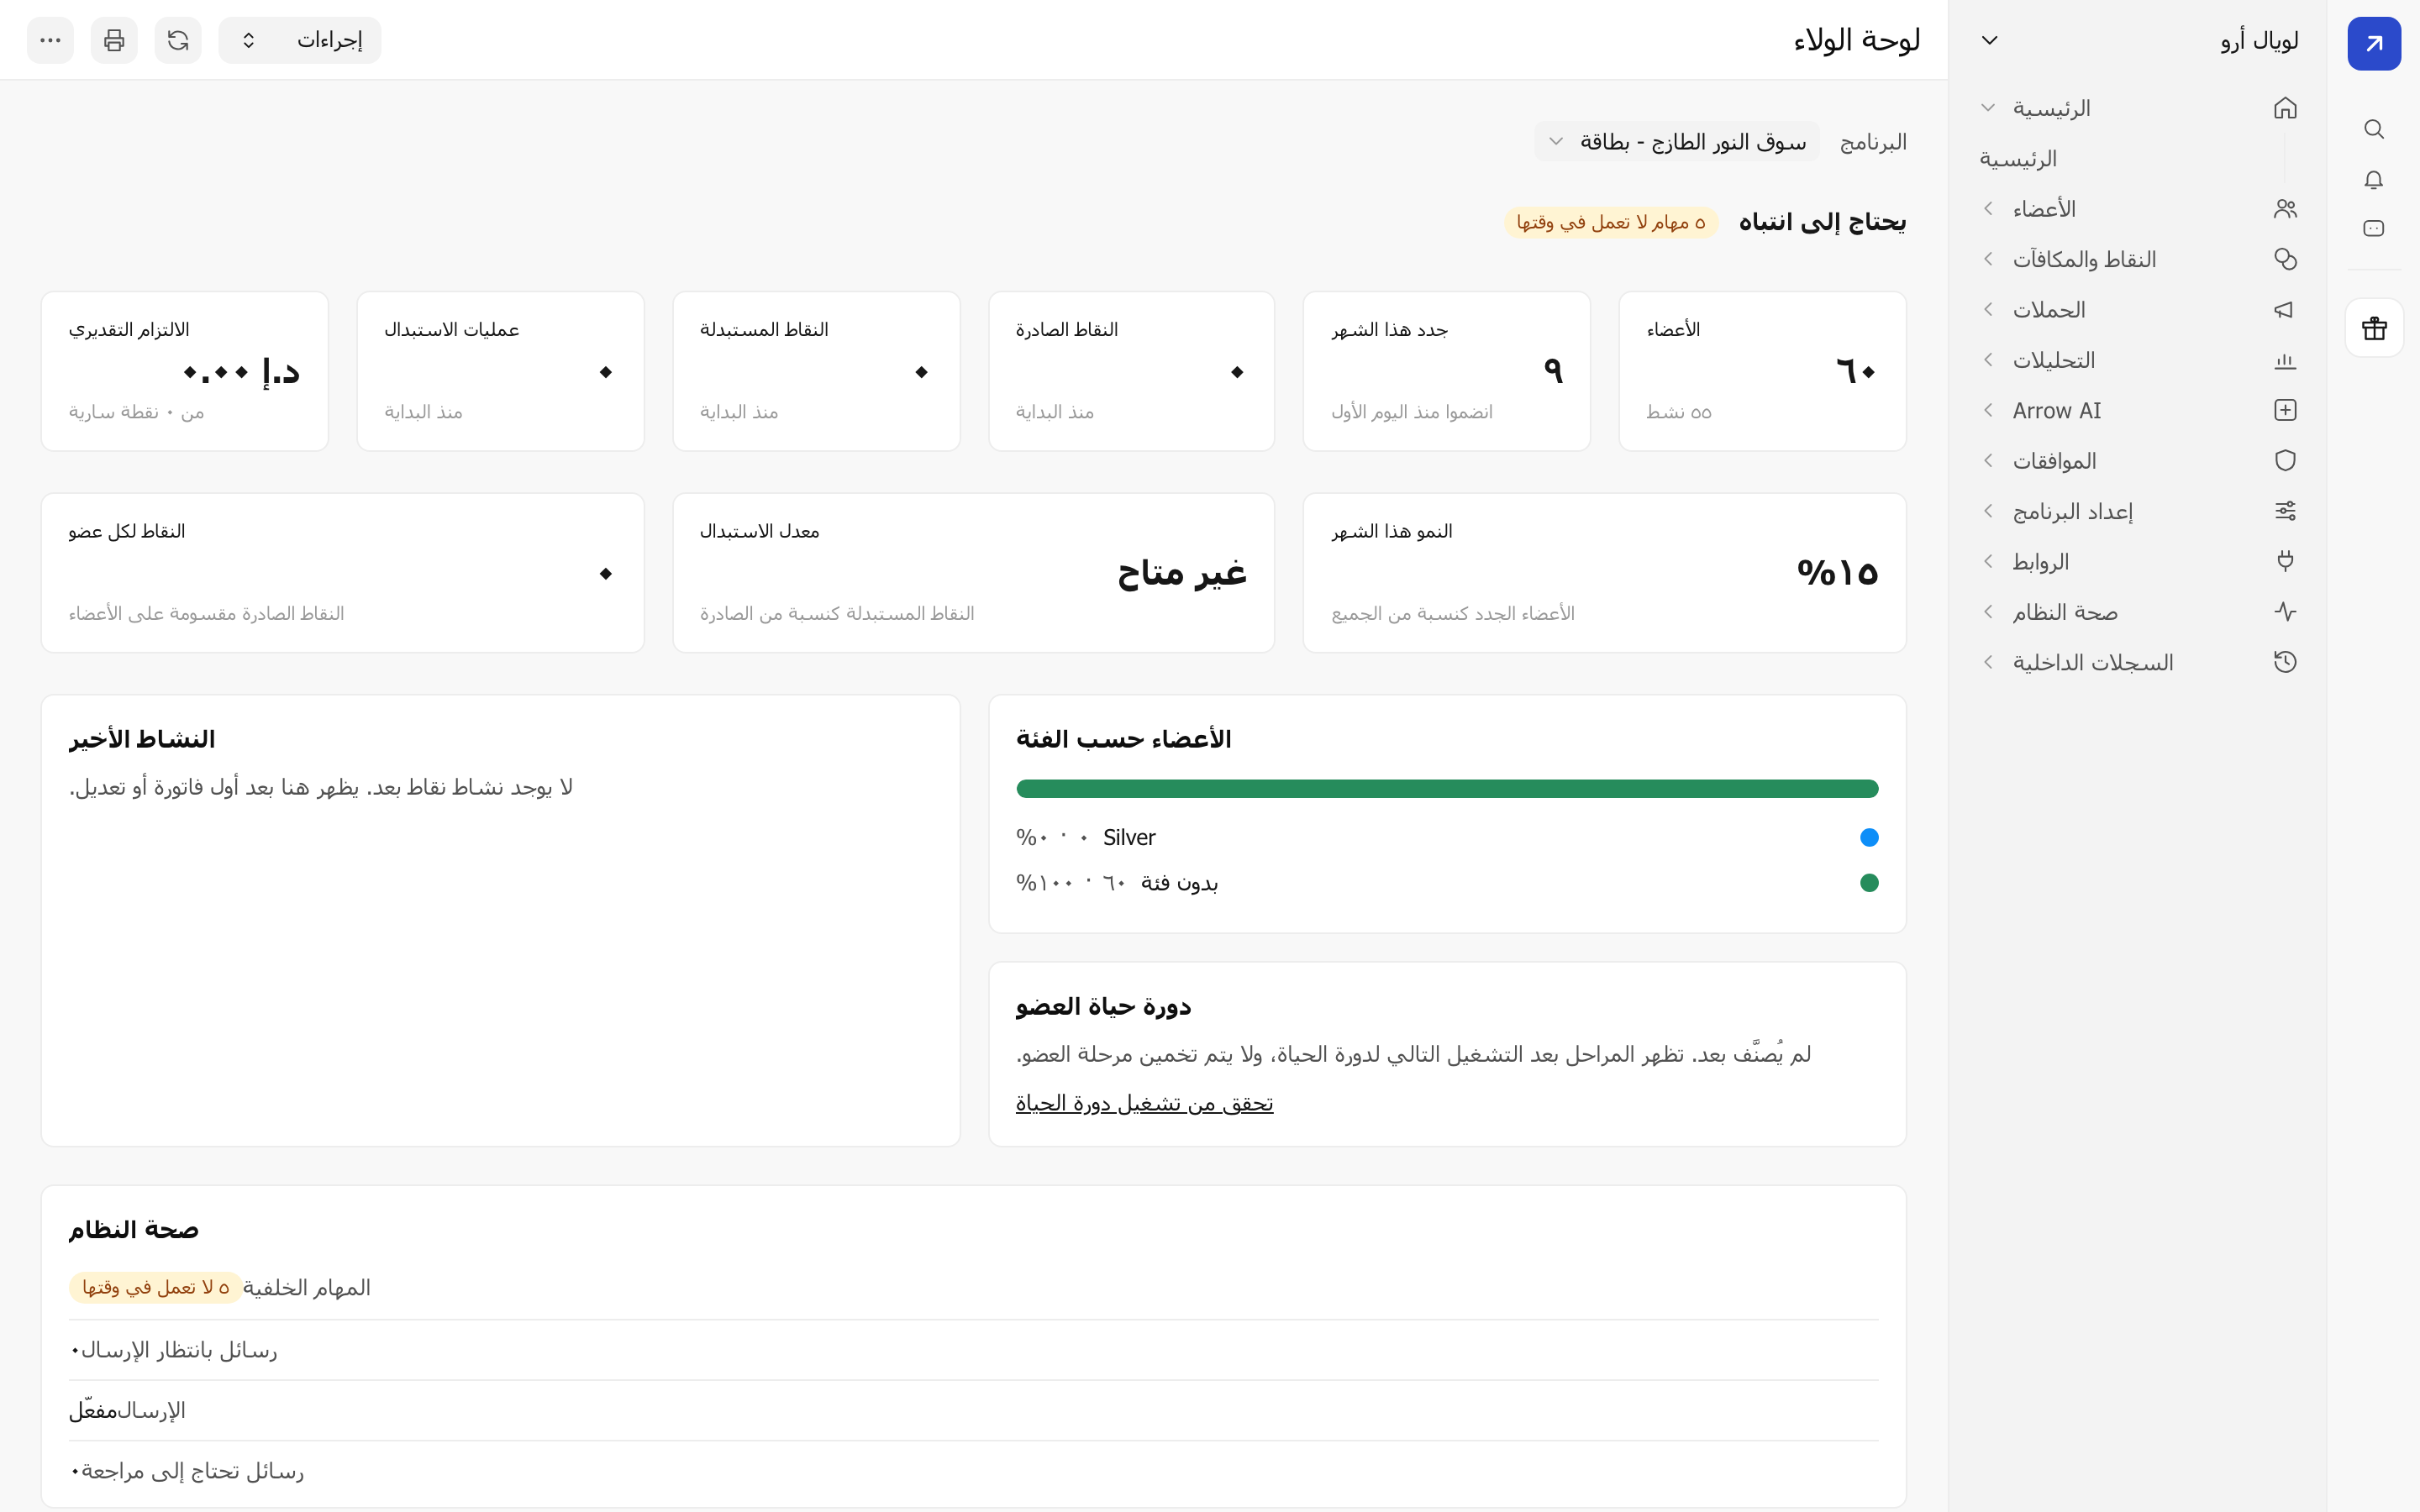 لويال أرو
الرئيسية
الرئيسية
الأعضاء
النقاط والمكافآت
الحملات
التحليلات
Arrow AI
الموافقات
إعداد البرنامج
الروابط
صحة النظام
السجلات الداخلية
لوحة الولاء
إجراءات
البرنامج سوق النور الطازج - بطاقة
يحتاج إلى انتباه ٥ مهام لا تعمل في وقتها
الأعضاء
٦٠
٥٥ نشط
جدد هذا الشهر
٩
انضموا منذ اليوم الأول
النقاط الصادرة
٠
منذ البداية
النقاط المستبدلة
٠
منذ البداية
عمليات الاستبدال
٠
منذ البداية
الالتزام التقديري
د.إ ٠.٠٠
من ٠ نقطة سارية
النمو هذا الشهر
١٥%
الأعضاء الجدد كنسبة من الجميع
معدل الاستبدال
غير متاح
النقاط المستبدلة كنسبة من الصادرة
النقاط لكل عضو
٠
النقاط الصادرة مقسومة على الأعضاء
الأعضاء حسب الفئة
Silver ٠ · ٠%
بدون فئة ٦٠ · ١٠٠%
النشاط الأخير
لا يوجد نشاط نقاط بعد. يظهر هنا بعد أول فاتورة أو تعديل.
دورة حياة العضو
لم يُصنَّف بعد. تظهر المراحل بعد التشغيل التالي لدورة الحياة، ولا يتم تخمين مرحلة العضو.
تحقق من تشغيل دورة الحياة
صحة النظام
المهام الخلفية ٥ لا تعمل في وقتها
رسائل بانتظار الإرسال ٠
الإرسال مفعّل
رسائل تحتاج إلى مراجعة ٠